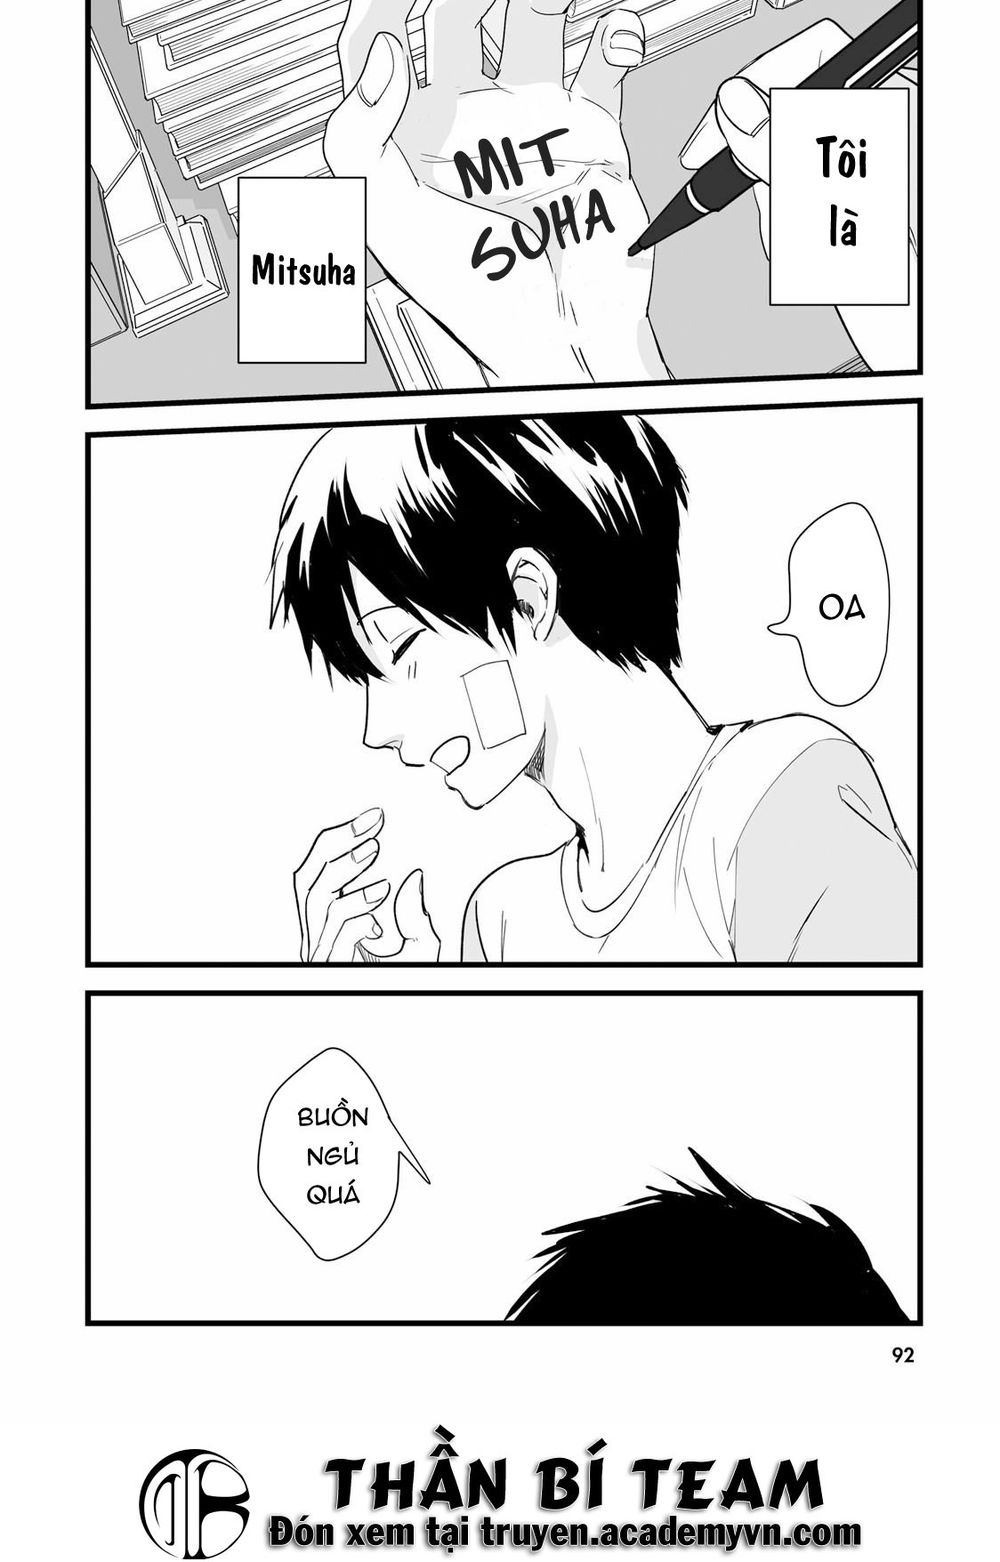 Tôi
là
MIT
SUHA
Mitsuha
OA
BUỒN
NGỦ
QUÁ
92
THẦN BÍ TEAM
Đón xem tại truyen.academyvn.com